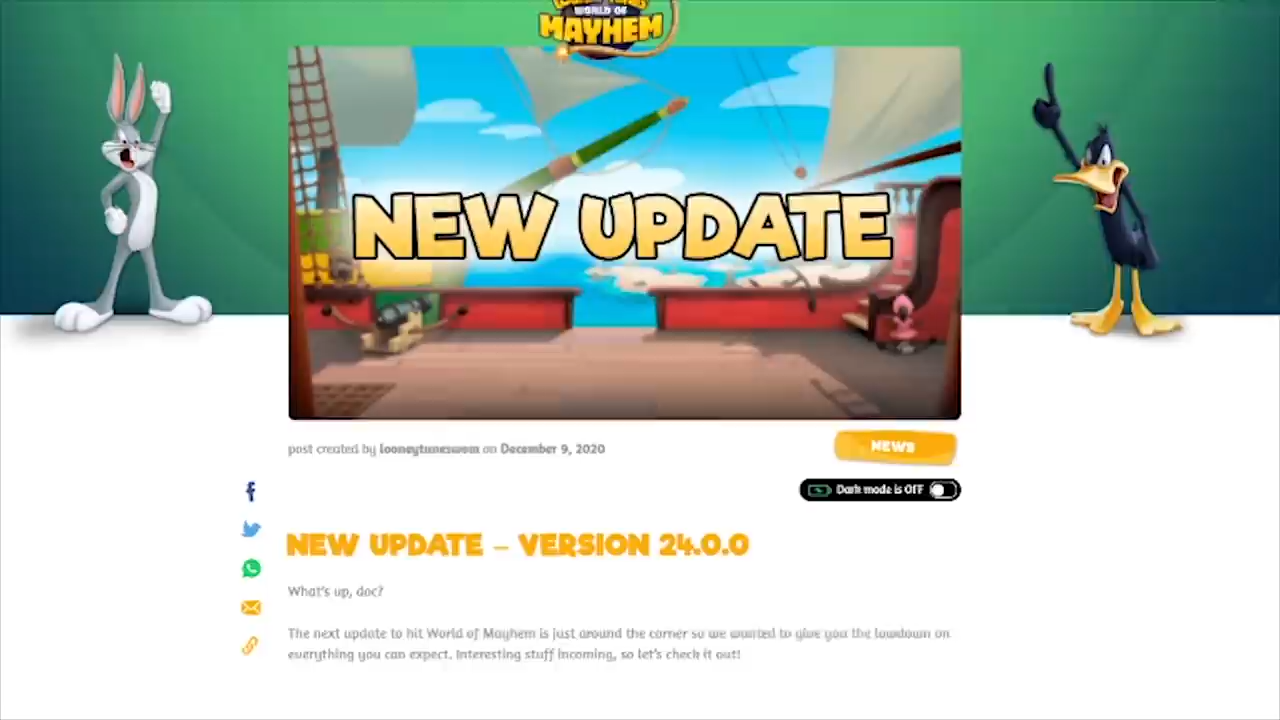 WORLD OF
MAYHEM
NEW UPDATE
post created by looneytuneswom on December 9, 2020
NEWS
Dark mode is OFF
NEW UPDATE – VERSION 24.0.0
What's up, doc?
The next update to hit World of Mayhem is just around the corner so we wanted to give you the lowdown on
everything you can expect. Interesting stuff incoming, so let's check it out!